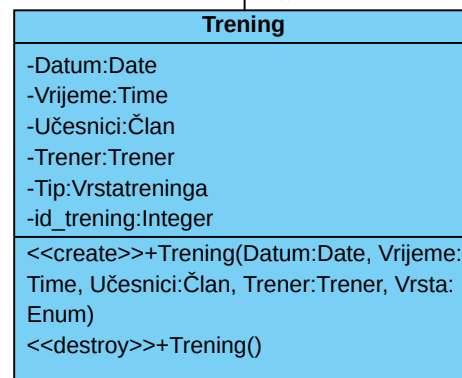 Trening
-Datum:Date
-Vrijeme:Time
-Učesnici:Član
-Trener:Trener
-Tip:Vrstatreninga
-id_trening:Integer
<<create>>+Trening(Datum:Date, Vrijeme:
Time, Učesnici:Član, Trener:Trener, Vrsta:
Enum)
<<destroy>>+Trening()